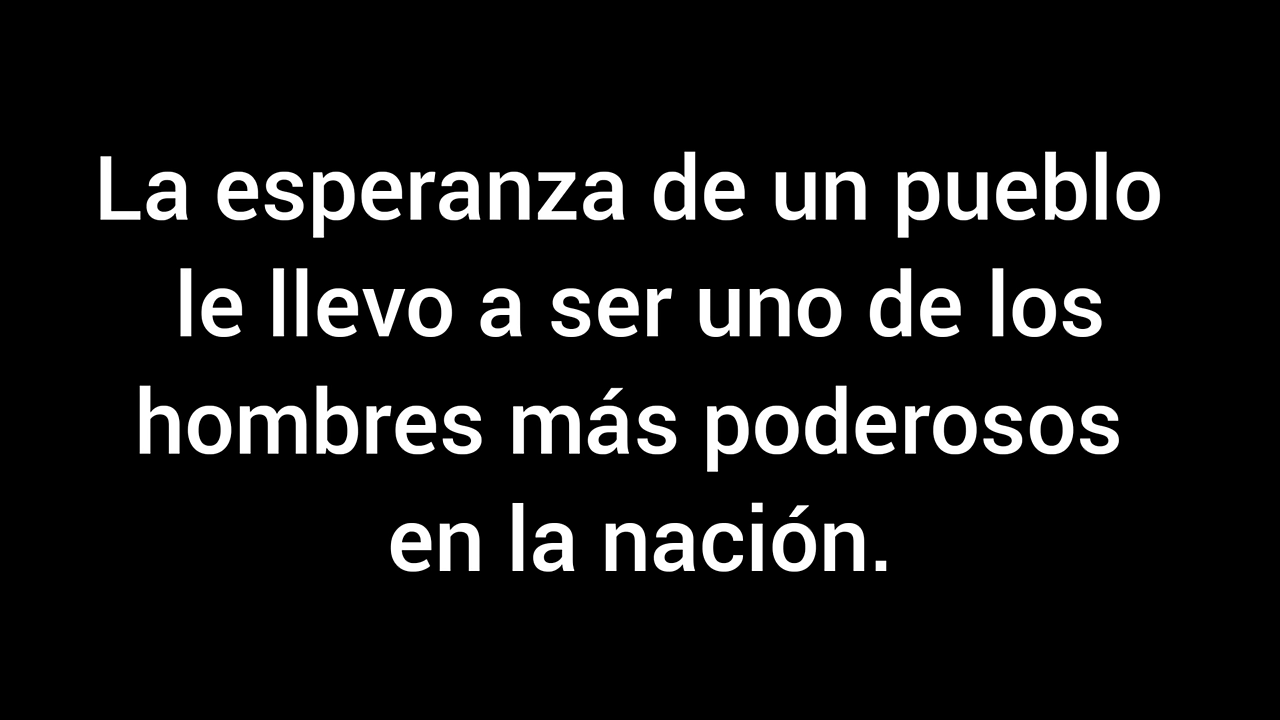 La esperanza de un pueblo
le llevo a ser uno de los
hombres más poderosos
en la nación.